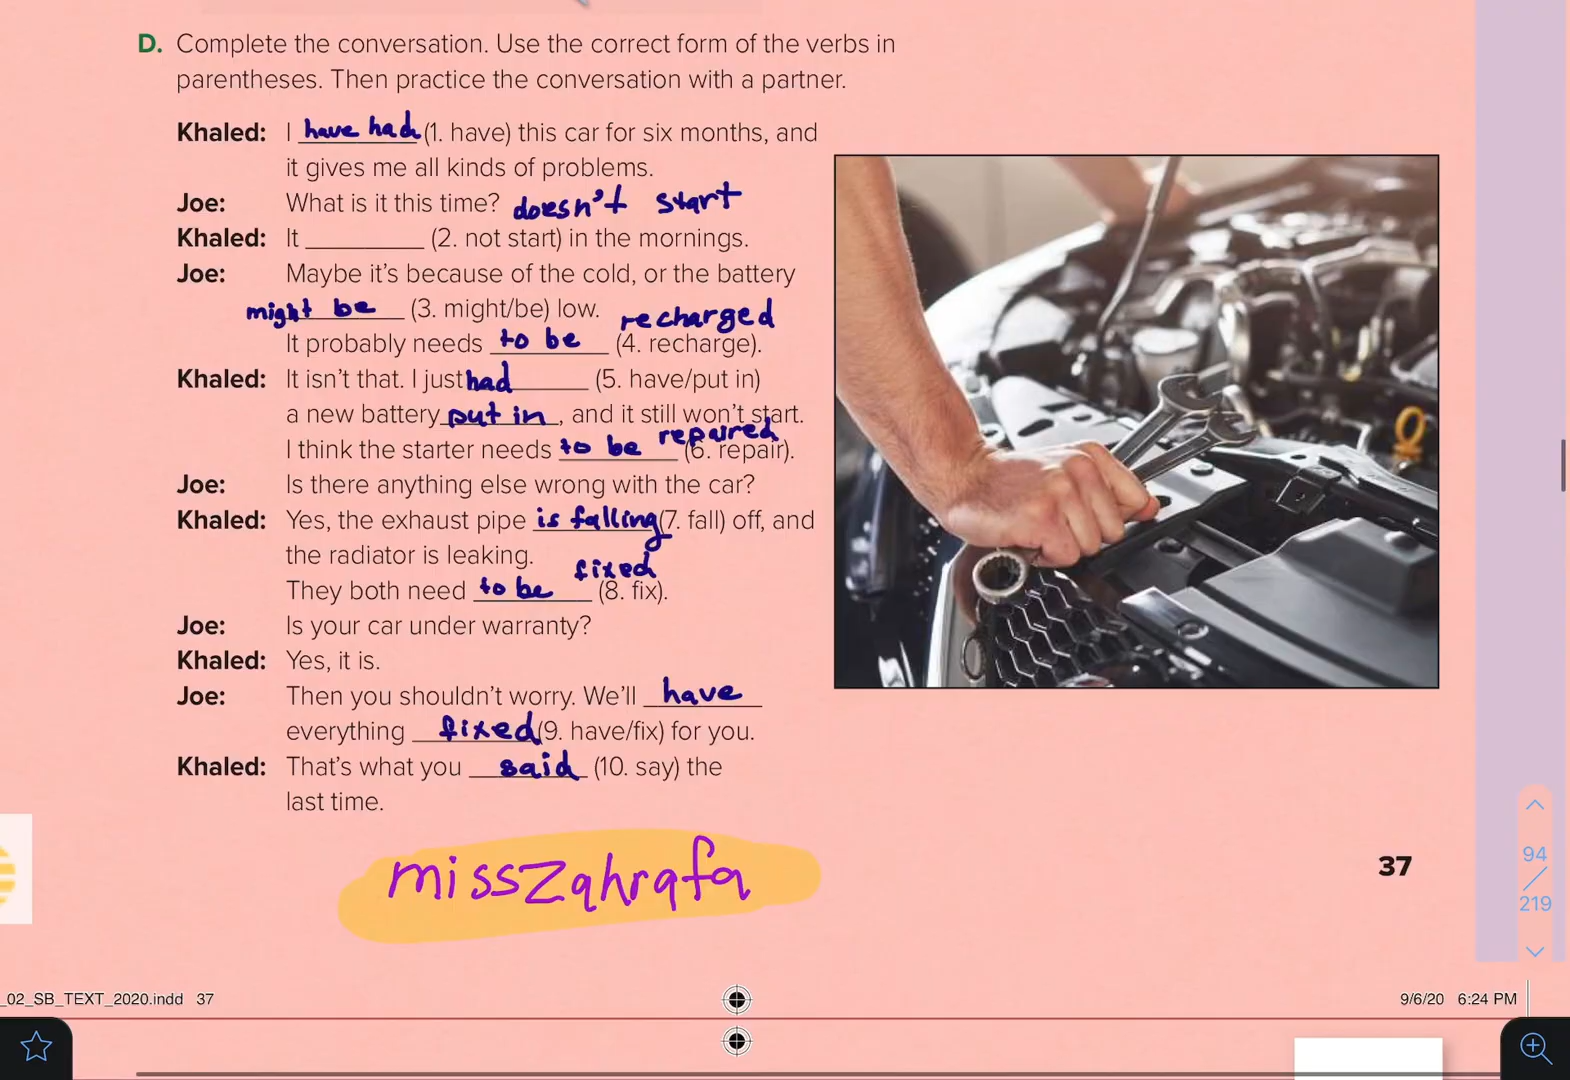 D. Complete the conversation. Use the correct form of the verbs in
parentheses. Then practice the conversation with a partner.
Khaled: I have had (1. have) this car for six months, and
it gives me all kinds of problems.
Joe: What is it this time? doesn't start
Khaled: It __________ (2. not start) in the mornings.
Joe: Maybe it's because of the cold, or the battery
might be (3. might/be) low. recharged
It probably needs to be (4. recharge).
Khaled: It isn't that. I just had (5. have/put in)
a new battery put in, and it still won't start.
repaired
I think the starter needs to be (6. repair).
Joe: Is there anything else wrong with the car?
Khaled: Yes, the exhaust pipe is falling (7. fall) off, and
the radiator is leaking.
fixed
They both need to be (8. fix).
Joe: Is your car under warranty?
Khaled: Yes, it is.
Joe: Then you shouldn't worry. We'll have
everything fixed (9. have/fix) for you.
Khaled: That's what you said (10. say) the
last time.
missZahrafa
37
94
219
_02_SB_TEXT_2020.indd 37
9/6/20 6:24 PM